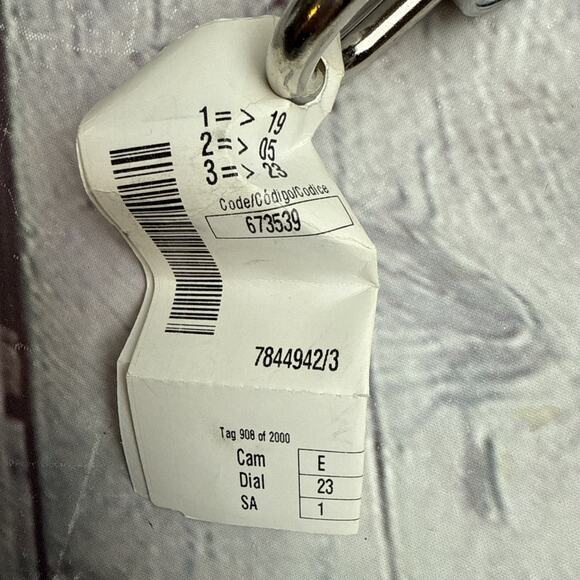 1 => 19
2 => 05
3 => 23
Code/Código/Codice
673539
7844942/3
Tag 908 of 2000
Cam E
Dial 23
SA 1